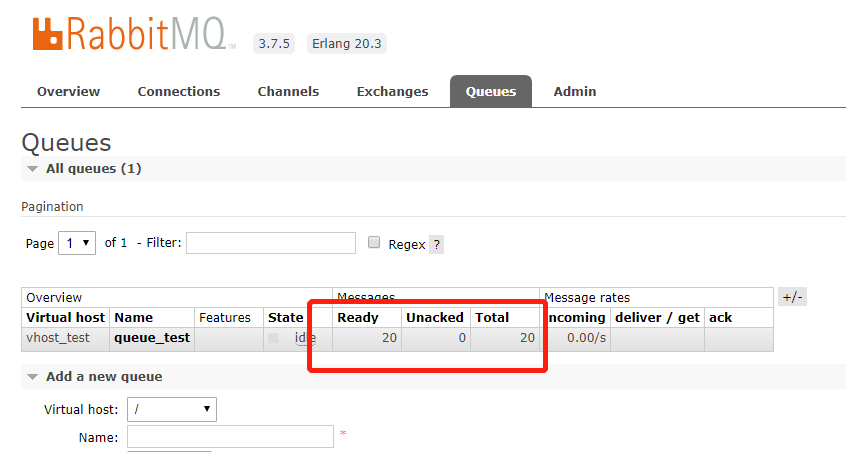 RabbitMQ TM 3.7.5 Erlang 20.3
Overview Connections Channels Exchanges Queues Admin
Queues
All queues (1)
Pagination
Page 1 of 1 - Filter: Regex ?
Overview Messages Message rates +/-
Virtual host Name Features State Ready Unacked Total incoming deliver / get ack
vhost_test queue_test idle 20 0 20 0.00/s
Add a new queue
Virtual host: /
Name: *